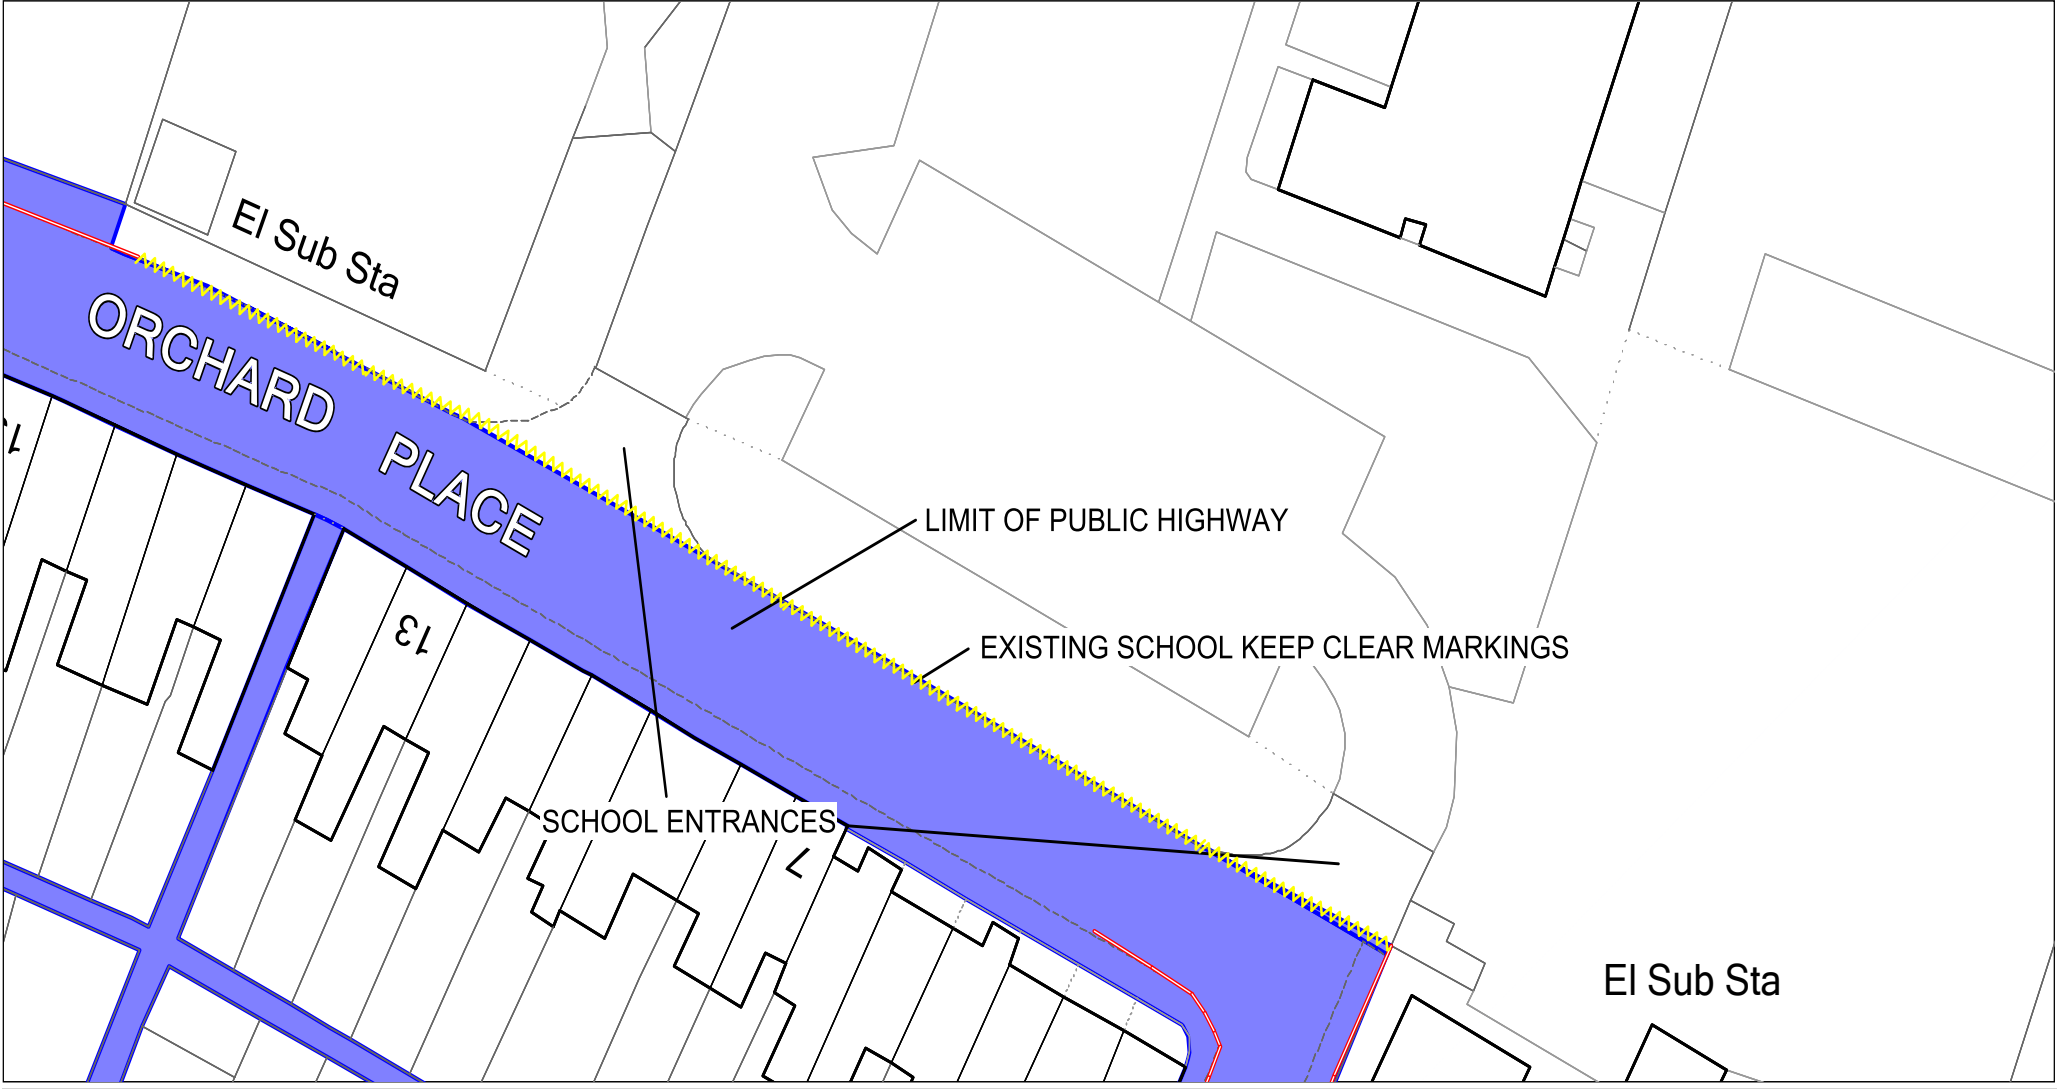 El Sub Sta
ORCHARD PLACE
LIMIT OF PUBLIC HIGHWAY
13
EXISTING SCHOOL KEEP CLEAR MARKINGS
SCHOOL ENTRANCES
7
El Sub Sta